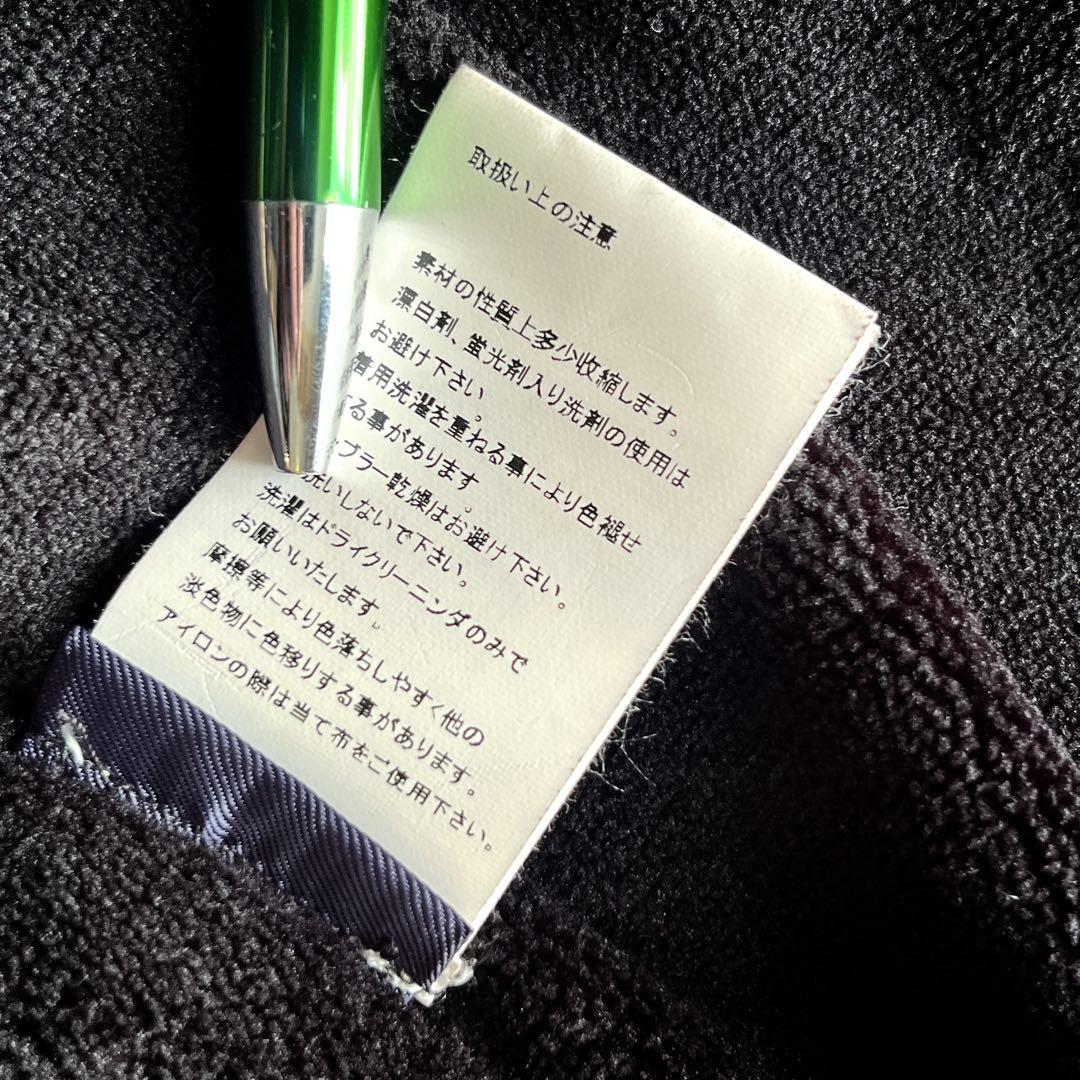 取扱い上の注意
素材の性質上多少収縮します。
漂白剤、蛍光剤入り洗剤の使用は
お避け下さい。
着用洗濯を重ねる事により色褪せ
する事があります。
ブラー乾燥はお避け下さい。
洗いしないで下さい。
洗濯はドライクリーニンダのみで
お願いいたします。
摩擦等により色落ちしやすく他の
淡色物に色移りする事があります。
アイロンの際は当て布をご使用下さい。